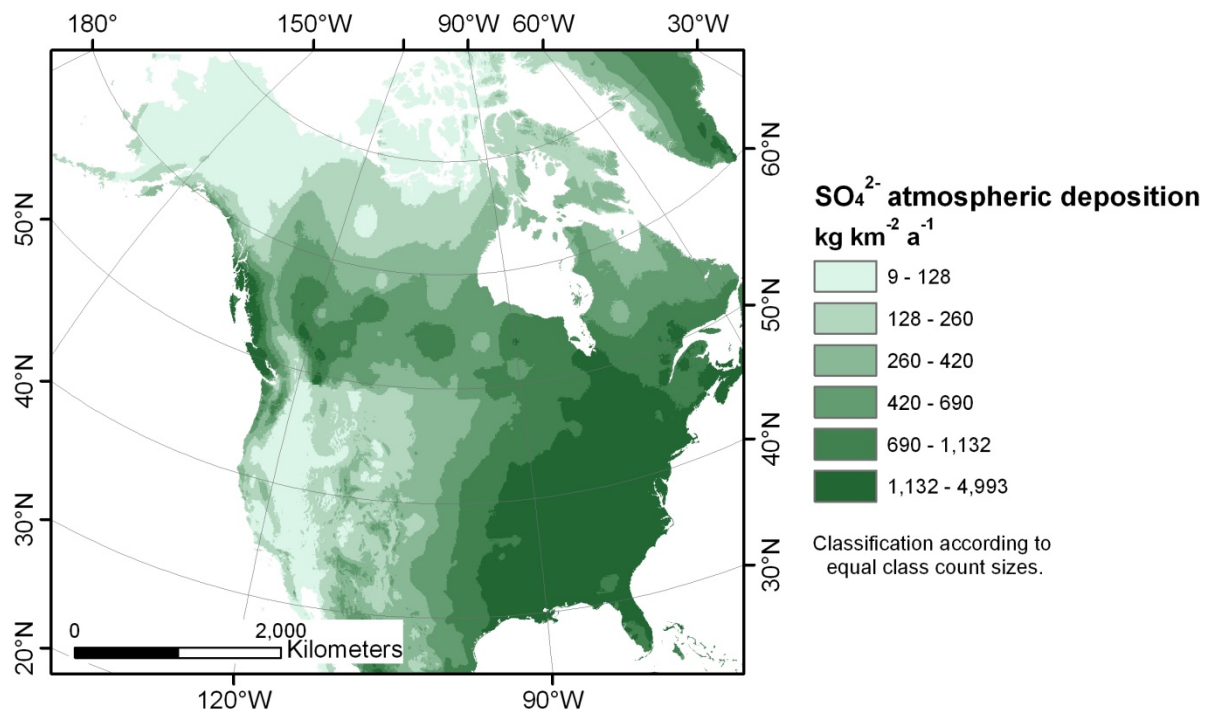 180° 150°W 90°W 60°W 30°W
60°N
50°N
50°N
40°N
40°N
30°N
30°N
20°N
120°W 90°W
0 2,000
Kilometers
SO₄²⁻ atmospheric deposition
kg km⁻² a⁻¹
9 - 128
128 - 260
260 - 420
420 - 690
690 - 1,132
1,132 - 4,993
Classification according to
equal class count sizes.